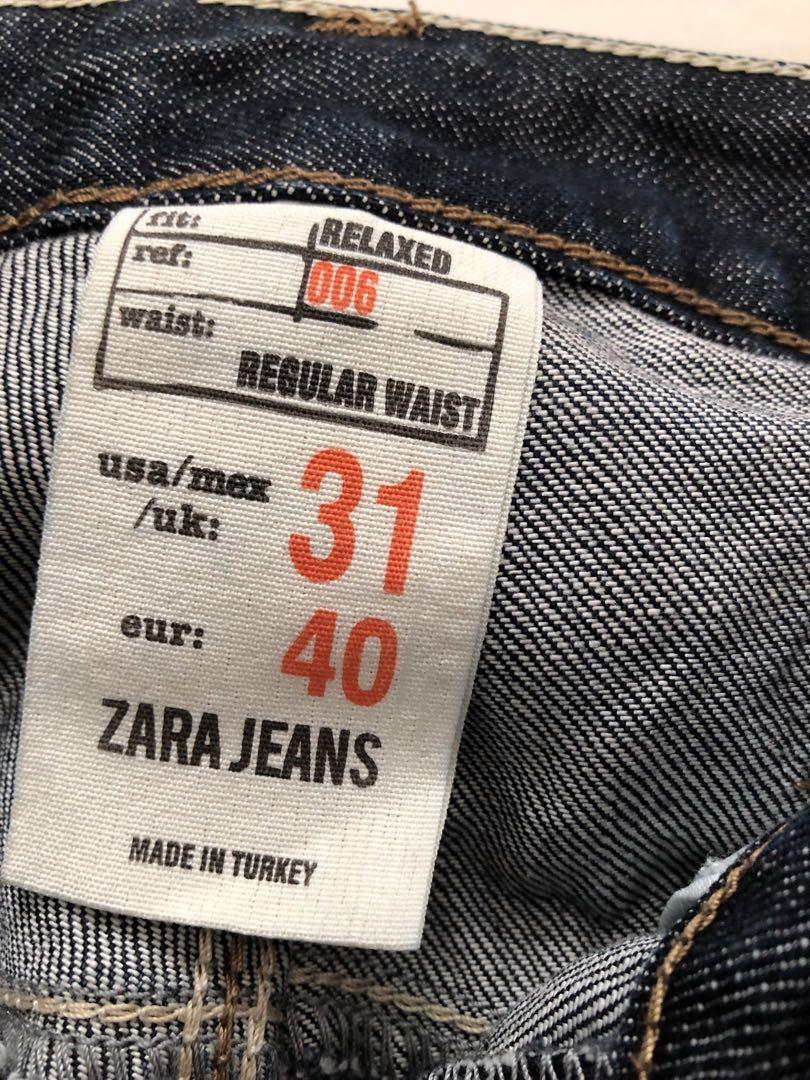 fit: RELAXED
ref: 006
waist:
REGULAR WAIST
usa/mex
/uk: 31
eur: 40
ZARA JEANS
MADE IN TURKEY